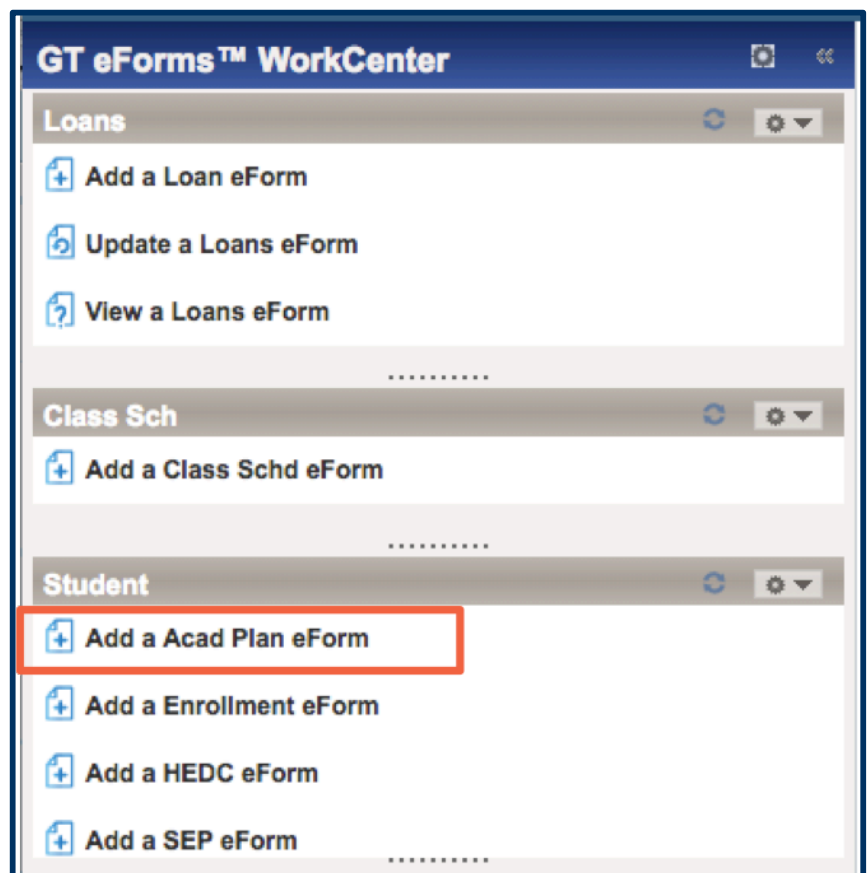 GT eForms™ WorkCenter
Loans
Add a Loan eForm
Update a Loans eForm
View a Loans eForm
Class Sch
Add a Class Schd eForm
Student
Add a Acad Plan eForm
Add a Enrollment eForm
Add a HEDC eForm
Add a SEP eForm